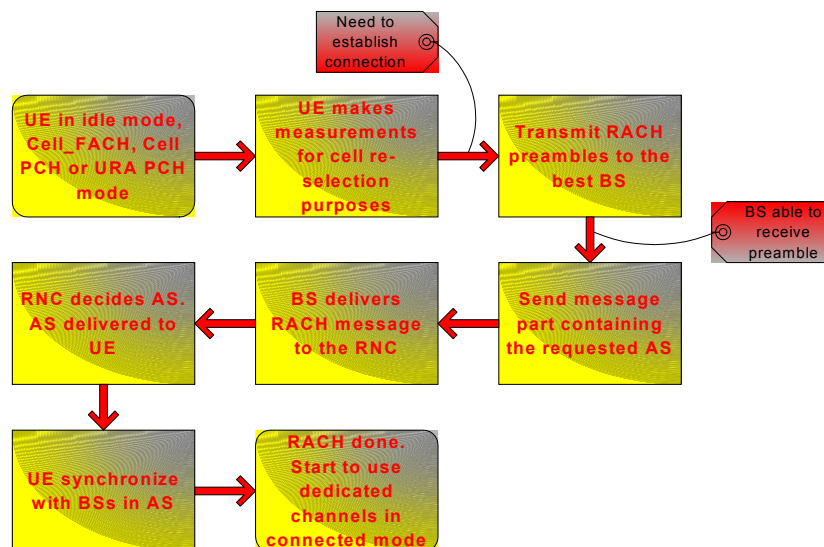 Need to
establish
connection
UE in idle mode,
Cell_FACH, Cell
PCH or URA PCH
mode
UE makes
measurements
for cell re-
selection
purposes
Transmit RACH
preambles to the
best BS
BS able to
receive
preamble
RNC decides AS.
AS delivered to
UE
BS delivers
RACH message
to the RNC
Send message
part containing
the requested AS
UE synchronize
with BSs in AS
RACH done.
Start to use
dedicated
channels in
connected mode